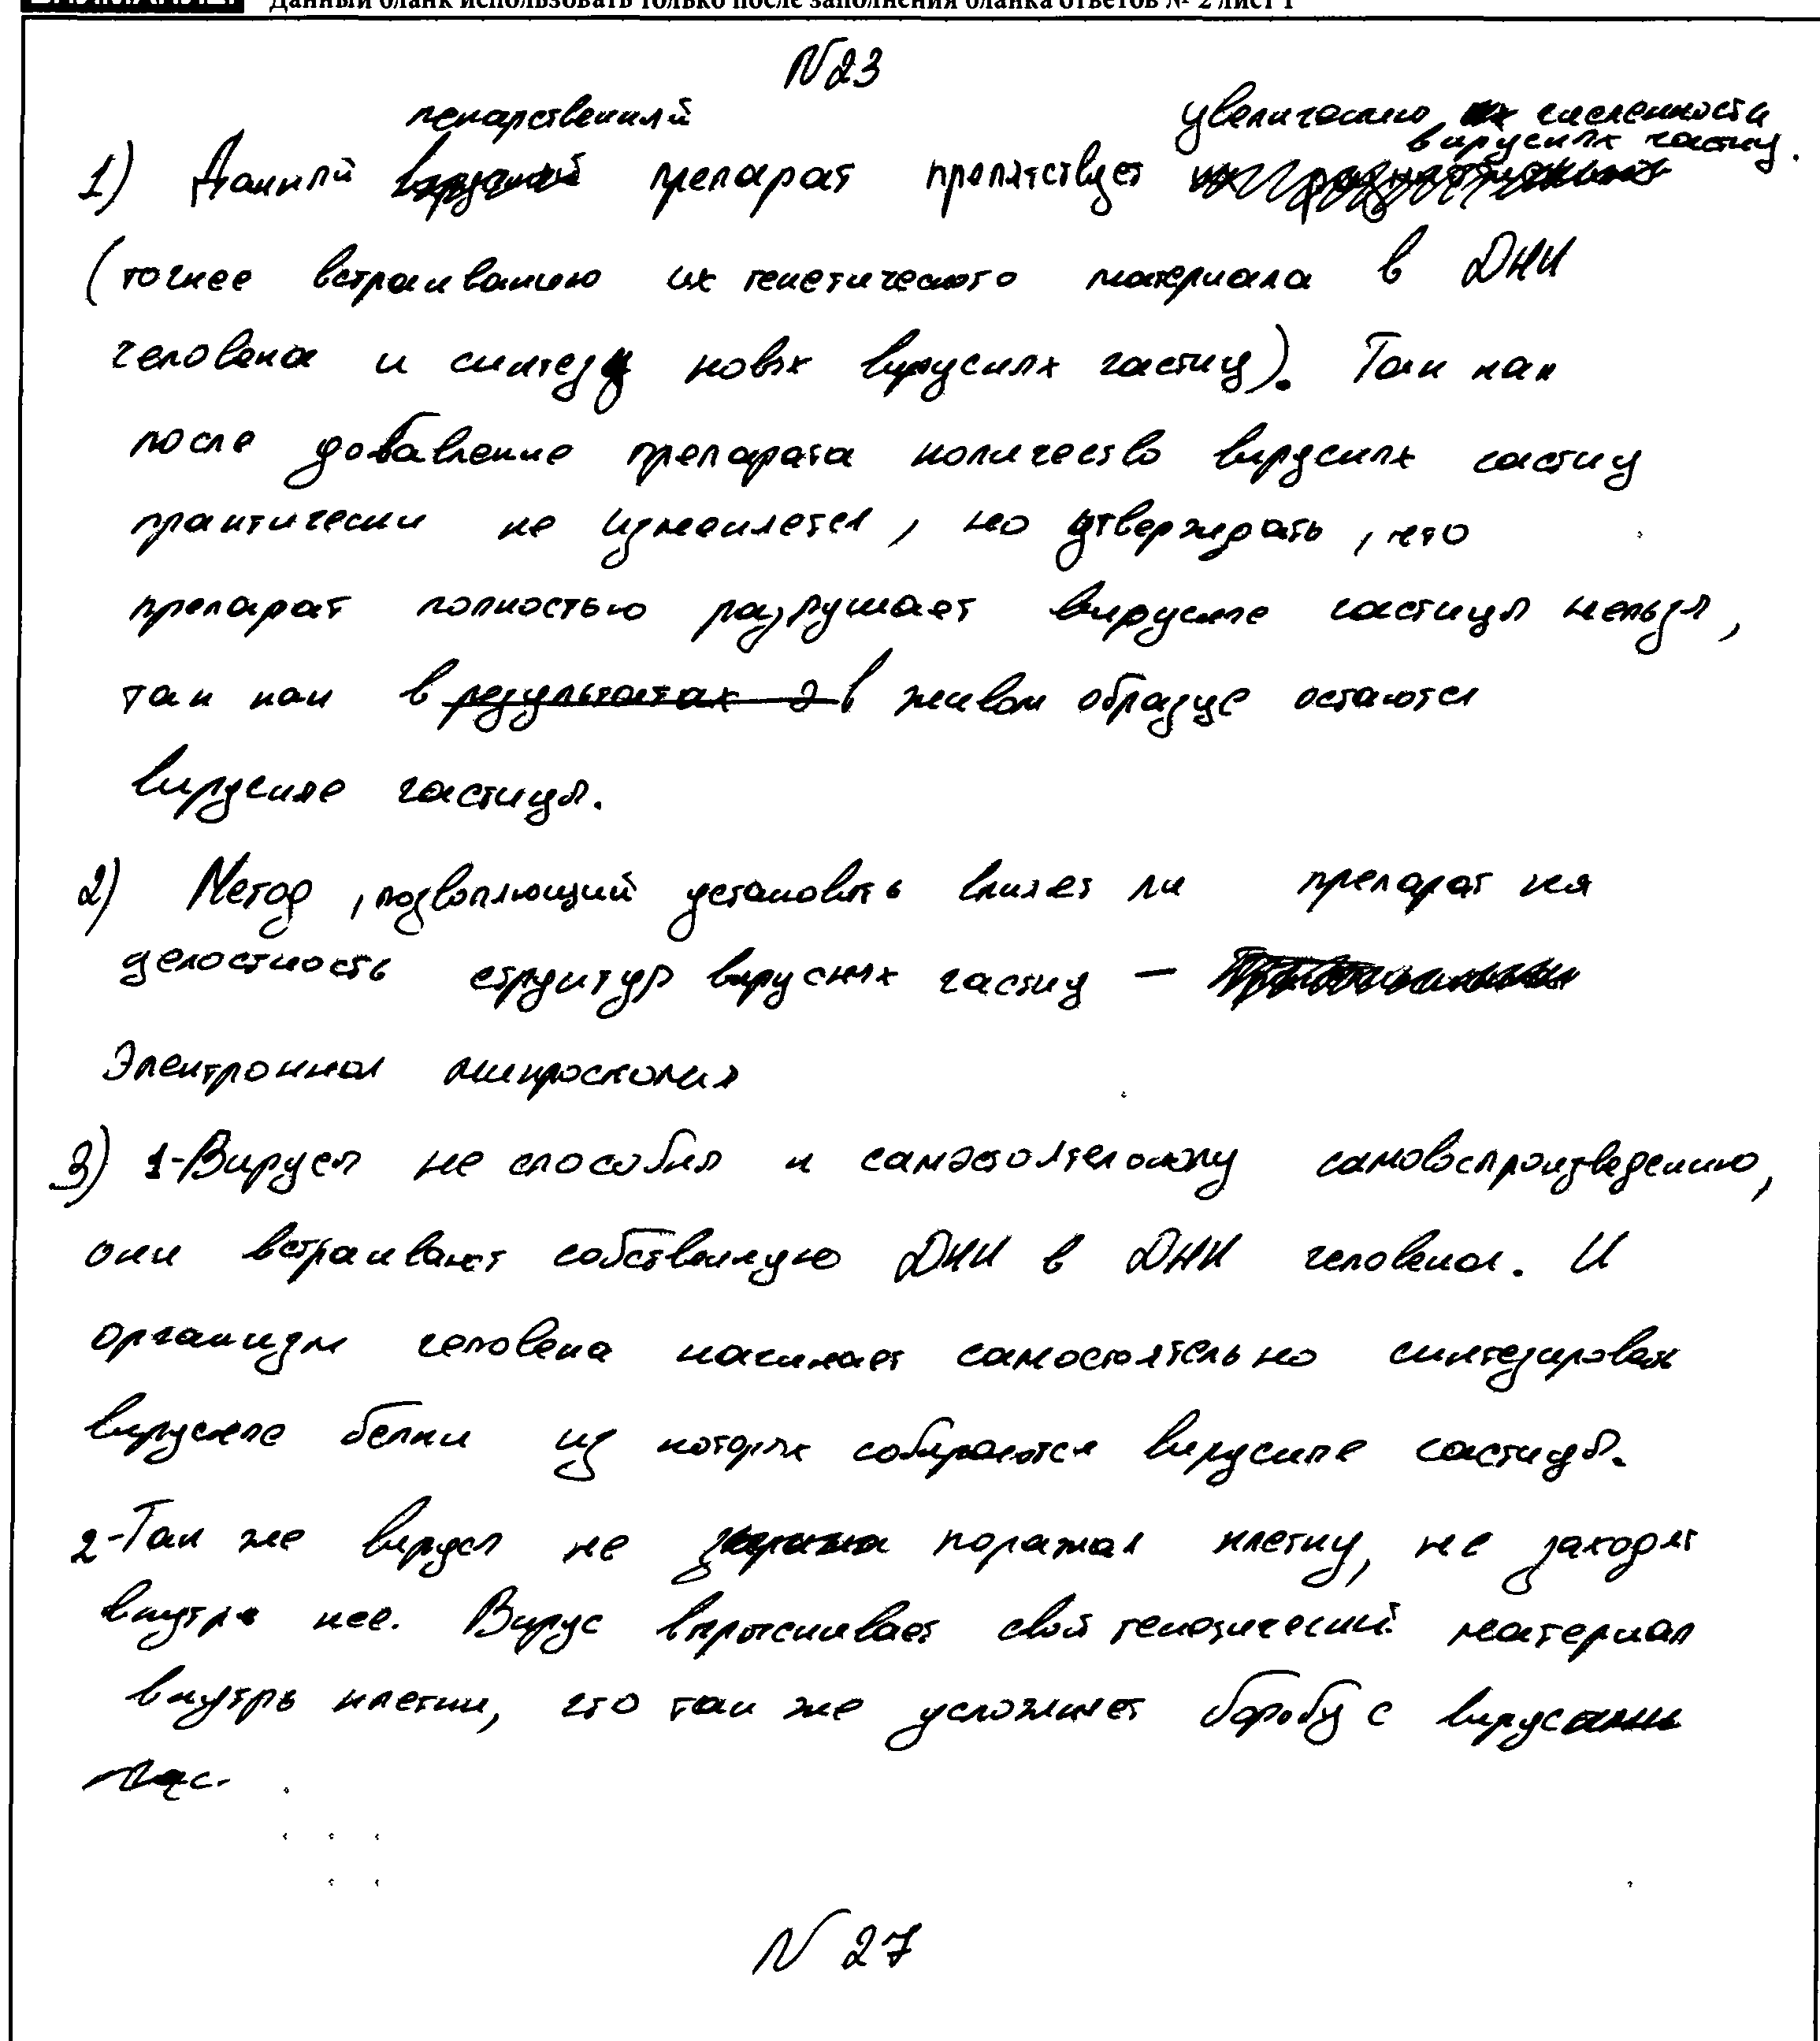 Данный бланк использовать только после заполнения бланка ответов № 2 лист 1
N 23
лекарственный увеличению численности
вирусных частиц.
1) Данный препарат препятствует
(точнее встраиванию их генетического материала в ДНК
человека и синтезу новых вирусных частиц). Так как
после добавление препарата количество вирусных частиц
практически не изменяется, но утверждать, что
препарат полностью разрушает вирусные частицы нельзя,
так как в живом образце остаются
вирусные частицы.
2) Метод, позволяющий установить влияет ли препарат на
целостность структур вирусных частиц —
Электронная микроскопия
3) 1-Вирусы не способны к самостоятельному самовоспроизведению,
они встраивают собственную ДНК в ДНК человека. И
организм человека начинает самостоятельно синтезировать
вирусные белки из которых собираются вирусные частицы.
2-Так же вирусы не поражая клетку, не заходят
внутрь нее. Вирус впрыскивает свой генетический материал
внутрь клетки, что так же усложняет борьбу с вирус
N 27